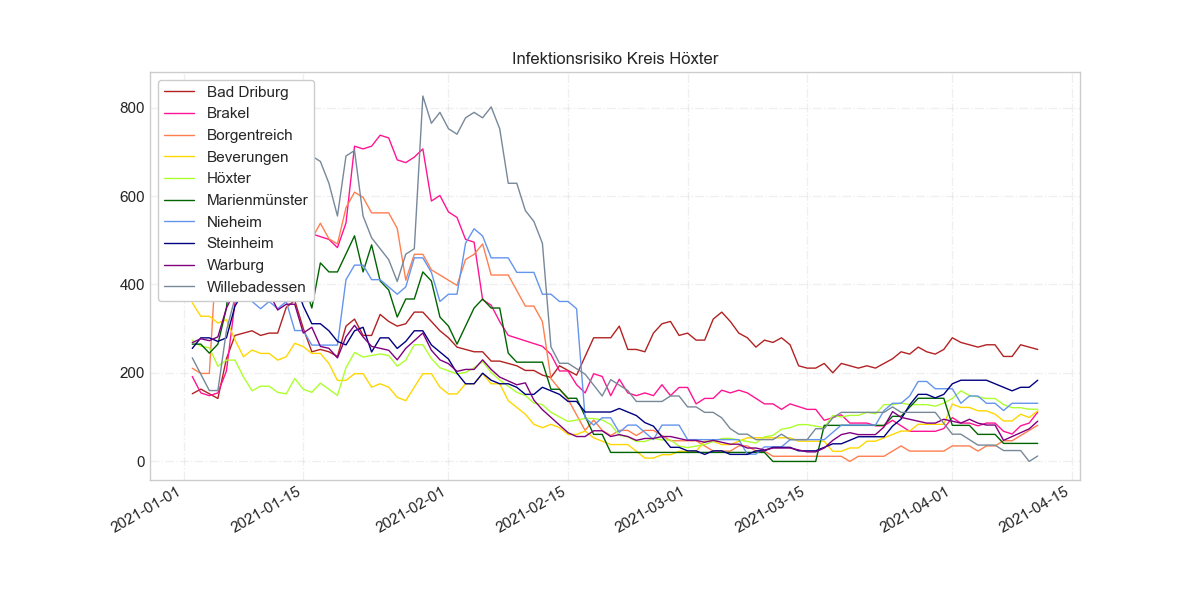 Infektionsrisiko Kreis Höxter
800
600
400
200
0
Bad Driburg
Brakel
Borgentreich
Beverungen
Höxter
Marienmünster
Nieheim
Steinheim
Warburg
Willebadessen
2021-01-01
2021-01-15
2021-02-01
2021-02-15
2021-03-01
2021-03-15
2021-04-01
2021-04-15